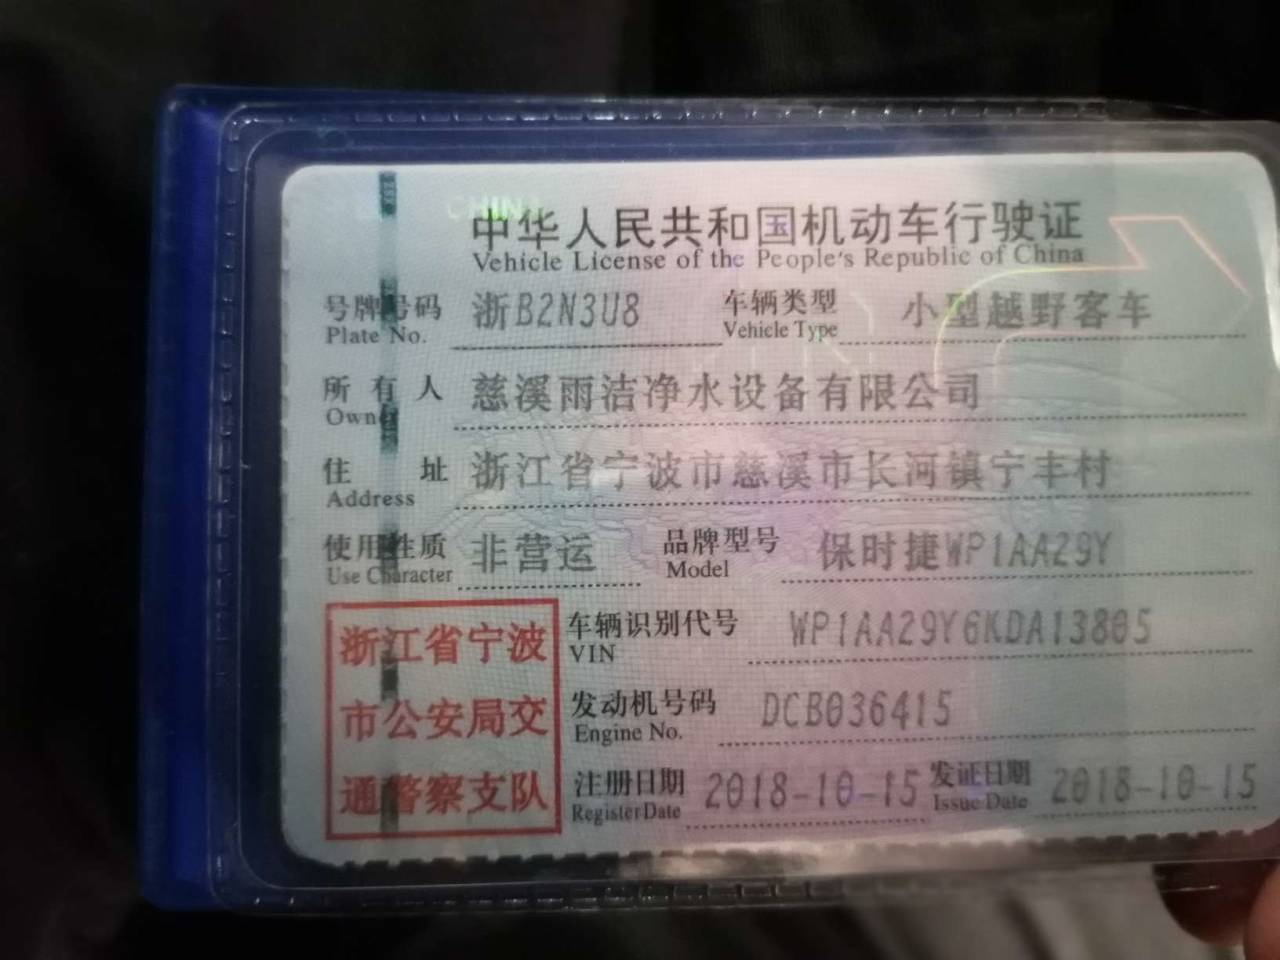 中华人民共和国机动车行驶证
Vehicle License of the People's Republic of China
号牌号码 浙B2N3U8 车辆类型 小型越野客车
Plate No. Vehicle Type
所有人 慈溪雨洁净水设备有限公司
Owner
住址 浙江省宁波市慈溪市长河镇宁丰村
Address
使用性质 非营运 品牌型号 保时捷WP1AA29Y
Use Character Model
浙江省宁波
市公安局交
通警察支队
车辆识别代号 WP1AA29Y6KDA13805
VIN
发动机号码 DCB036415
Engine No.
注册日期 2018-10-15 发证日期 2018-10-15
Register Date Issue Date